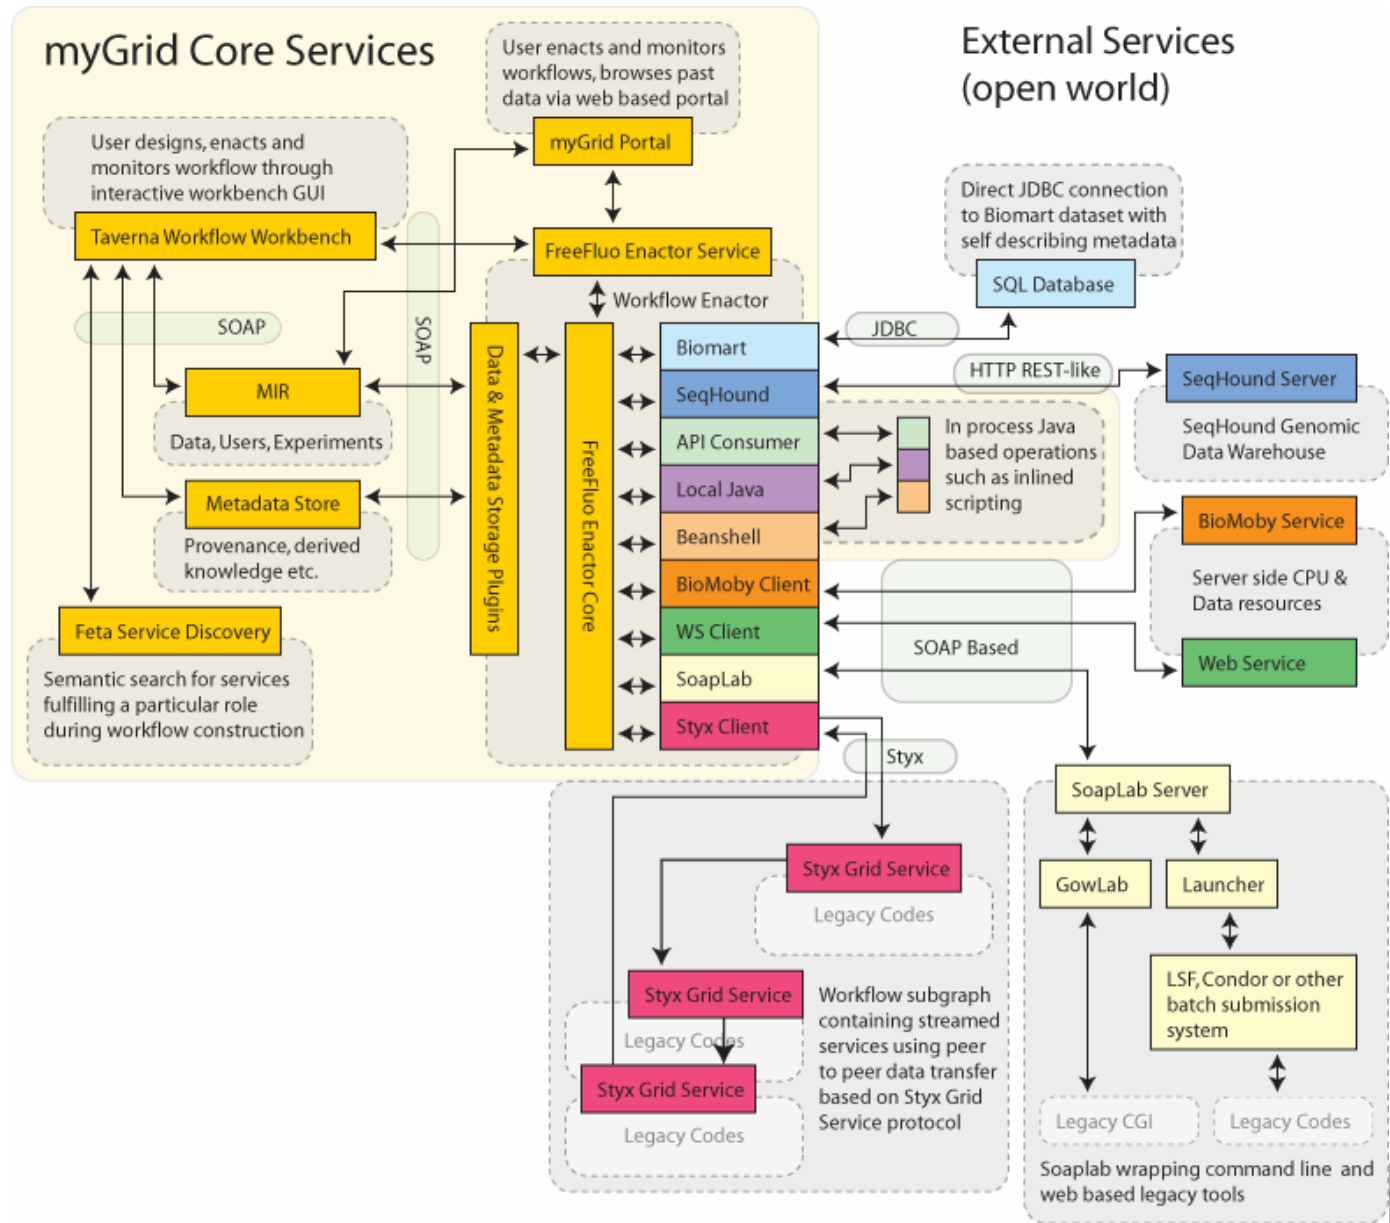 myGrid Core Services
User enacts and monitors
workflows, browses past
data via web based portal
myGrid Portal
External Services
(open world)
User designs, enacts and
monitors workflow through
interactive workbench GUI
Taverna Workflow Workbench
FreeFluo Enactor Service
Workflow Enactor
Direct JDBC connection
to Biomart dataset with
self describing metadata
SQL Database
SOAP
SOAP
MIR
Data, Users, Experiments
Metadata Store
Provenance, derived
knowledge etc.
Feta Service Discovery
Semantic search for services
fulfilling a particular role
during workflow construction
Data & Metadata Storage Plugins
FreeFluo Enactor Core
Biomart
SeqHound
API Consumer
Local Java
Beanshell
BioMoby Client
WS Client
SoapLab
Styx Client
JDBC
HTTP REST-like
SeqHound Server
SeqHound Genomic
Data Warehouse
In process Java
based operations
such as inlined
scripting
BioMoby Service
Server side CPU &
Data resources
Web Service
SOAP Based
Styx
Styx Grid Service
Legacy Codes
Styx Grid Service
Legacy Codes
Styx Grid Service
Legacy Codes
Workflow subgraph
containing streamed
services using peer
to peer data transfer
based on Styx Grid
Service protocol
SoapLab Server
GowLab
Launcher
LSF, Condor or other
batch submission
system
Legacy CGI
Legacy Codes
Soaplab wrapping command line and
web based legacy tools